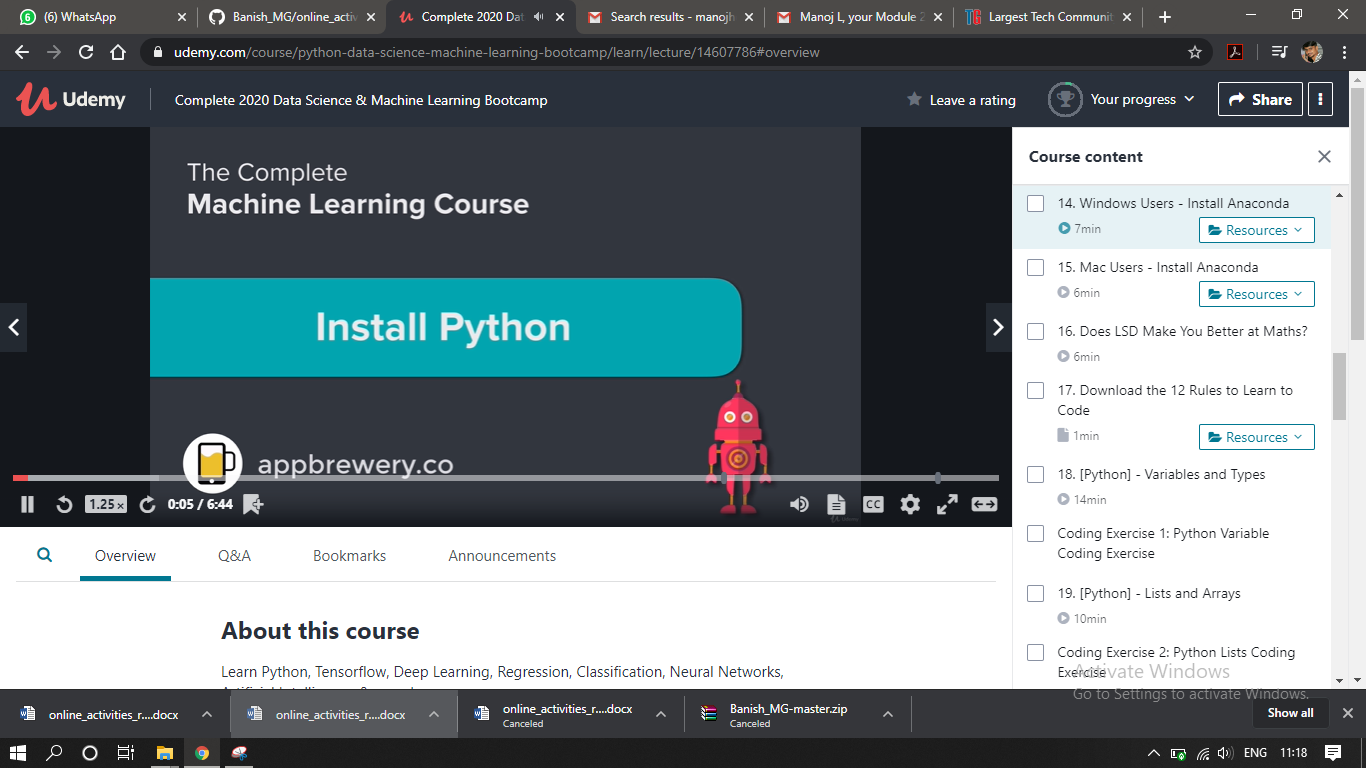 (6) WhatsApp
Banish_MG/online_activ
Complete 2020 Dat
Search results - manojh
Manoj L, your Module 2
Largest Tech Communit
udemy.com/course/python-data-science-machine-learning-bootcamp/learn/lecture/14607786#overview
Udemy
Complete 2020 Data Science & Machine Learning Bootcamp
Leave a rating
Your progress
Share
The Complete
Machine Learning Course
Install Python
appbrewery.co
1.25x
0:05 / 6:44
CC
Course content
14. Windows Users - Install Anaconda
7min
Resources
15. Mac Users - Install Anaconda
6min
Resources
16. Does LSD Make You Better at Maths?
6min
17. Download the 12 Rules to Learn to
Code
1min
Resources
18. [Python] - Variables and Types
14min
Coding Exercise 1: Python Variable
Coding Exercise
19. [Python] - Lists and Arrays
10min
Coding Exercise 2: Python Lists Coding
Exercise
Activate Windows
Go to Settings to activate Windows.
Overview
Q&A
Bookmarks
Announcements
About this course
Learn Python, Tensorflow, Deep Learning, Regression, Classification, Neural Networks,
online_activities_r....docx
online_activities_r....docx
online_activities_r....docx
Canceled
Banish_MG-master.zip
Canceled
Show all
ENG
11:18